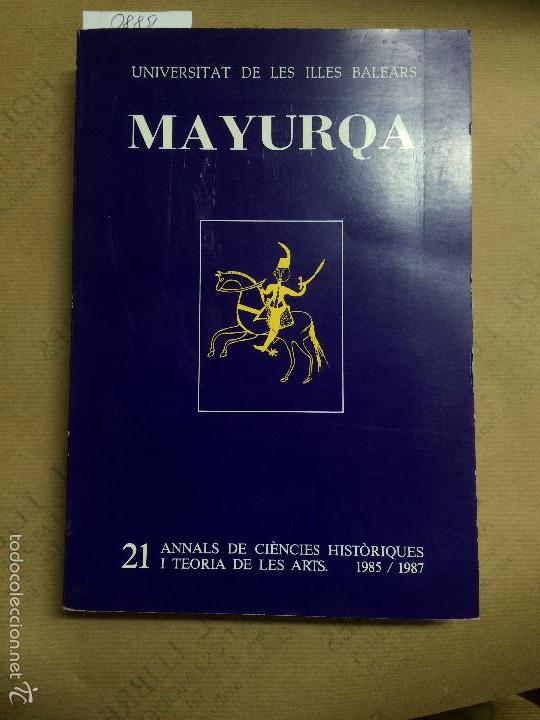 0888
UNIVERSITAT DE LES ILLES BALEARS
MAYURQA
21 ANNALS DE CIÈNCIES HISTÒRIQUES
I TEORIA DE LES ARTS. 1985 / 1987
todocoleccion.net